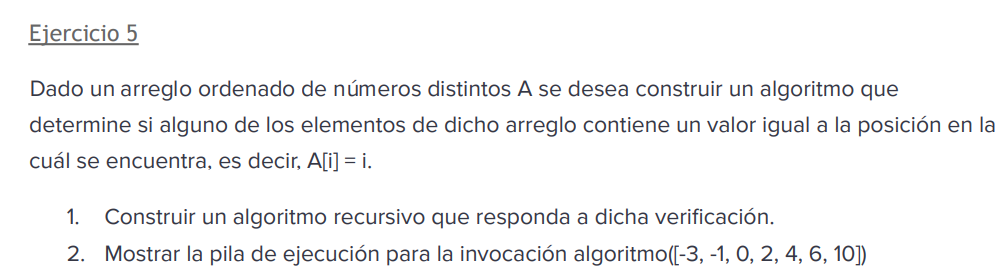 Ejercicio 5
Dado un arreglo ordenado de números distintos A se desea construir un algoritmo que
determine si alguno de los elementos de dicho arreglo contiene un valor igual a la posición en la
cuál se encuentra, es decir, A[i] = i.
1. Construir un algoritmo recursivo que responda a dicha verificación.
2. Mostrar la pila de ejecución para la invocación algoritmo([-3, -1, 0, 2, 4, 6, 10])